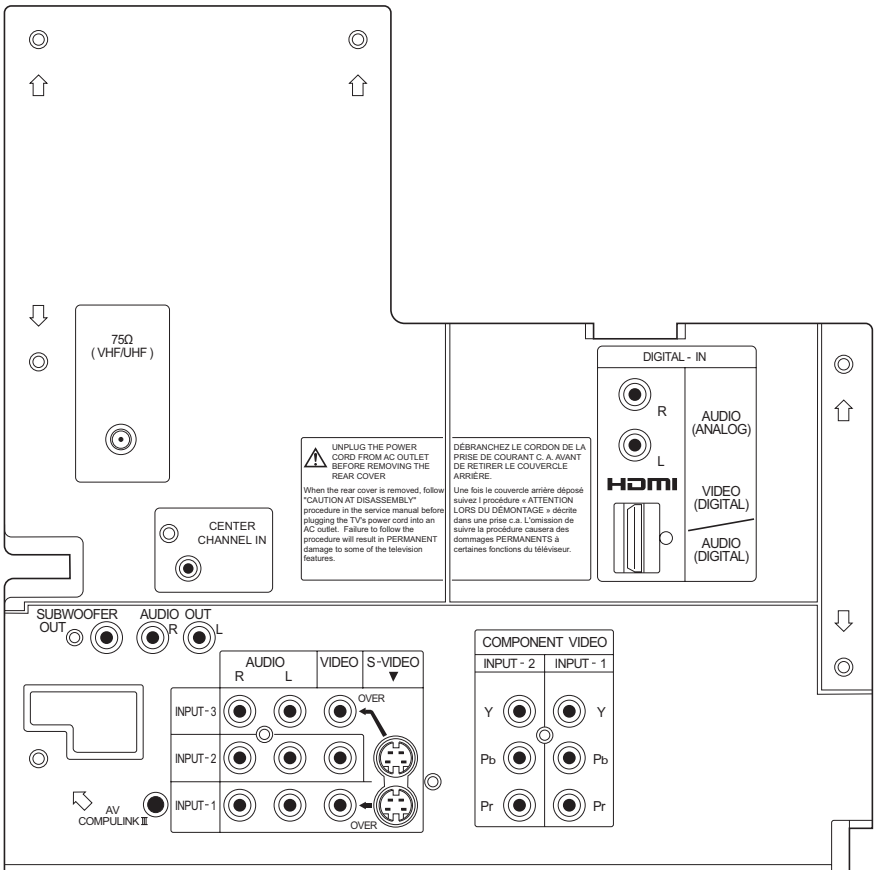 75Ω
( VHF/UHF )
DIGITAL - IN
R
L
AUDIO
(ANALOG)
HDMI
VIDEO
(DIGITAL)
AUDIO
(DIGITAL)
UNPLUG THE POWER
CORD FROM AC OUTLET
BEFORE REMOVING THE
REAR COVER
When the rear cover is removed, follow
"CAUTION AT DISASSEMBLY"
procedure in the service manual before
plugging the TV's power cord into an
AC outlet. Failure to follow the
procedure will result in PERMANENT
damage to some of the television
features.
DÉBRANCHEZ LE CORDON DE LA
PRISE DE COURANT C. A. AVANT
DE RETIRER LE COUVERCLE
ARRIÉRE.
Une fois le couvercle arrière déposé
suivez l procédure « ATTENTION
LORS DU DÉMONTAGE » décrite
dans une prise c.a. L'omission de
suivre la procédure causera des
dommages PERMANENTS à
certaines fonctions du téléviseur.
CENTER
CHANNEL IN
SUBWOOFER
OUT
AUDIO OUT
R
L
AUDIO
R L
VIDEO
S-VIDEO
▼
INPUT-3
OVER
INPUT-2
INPUT-1
OVER
AV
COMPULINK Ⅲ
COMPONENT VIDEO
INPUT - 2 INPUT - 1
Y Y
Pb Pb
Pr Pr